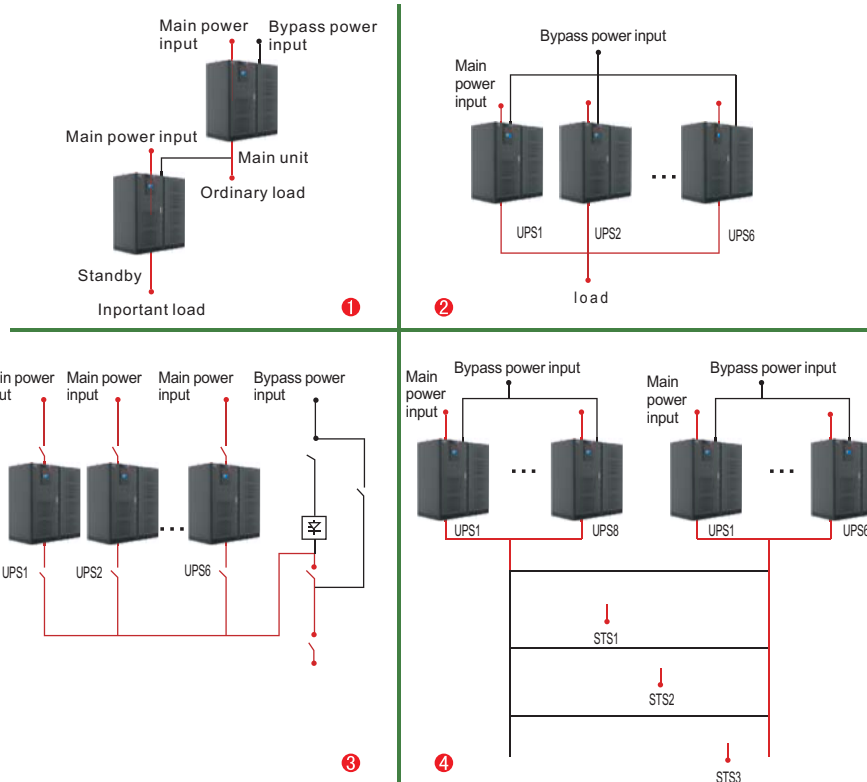 Main power
input
Bypass power
input
Main power input
Main unit
Ordinary load
Standby
Inportant load
1
Bypass power input
Main
power
input
UPS1
UPS2
UPS6
load
2
in power
ut
Main power
input
Main power
input
Bypass power
input
UPS1
UPS2
UPS6
3
Main
power
input
Bypass power input
Main
power
input
Bypass power input
UPS1
UPS8
UPS1
UPS6
STS1
STS2
STS3
4